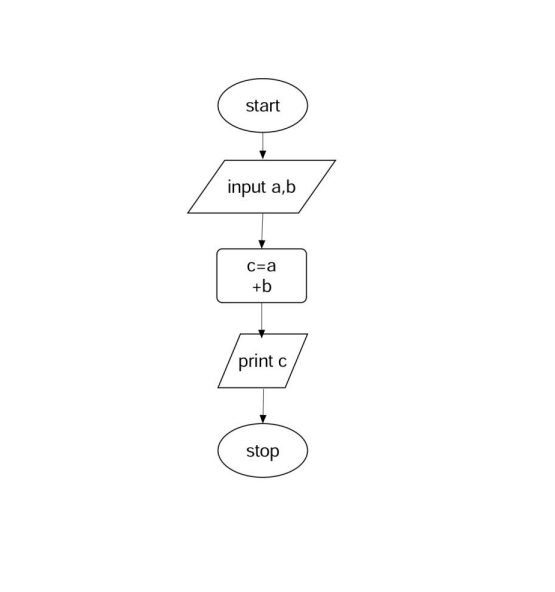 start
input a,b
c=a
+b
print c
stop